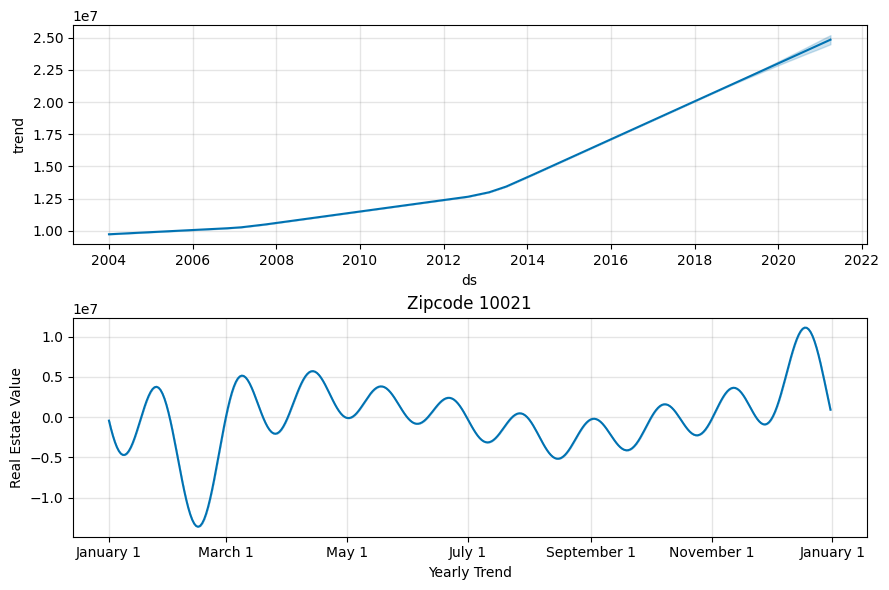 1e7
2.50
2.25
2.00
1.75
1.50
1.25
1.00
trend
2004 2006 2008 2010 2012 2014 2016 2018 2020 2022
ds
Zipcode 10021
1e7
1.0
0.5
0.0
−0.5
−1.0
Real Estate Value
January 1 March 1 May 1 July 1 September 1 November 1 January 1
Yearly Trend